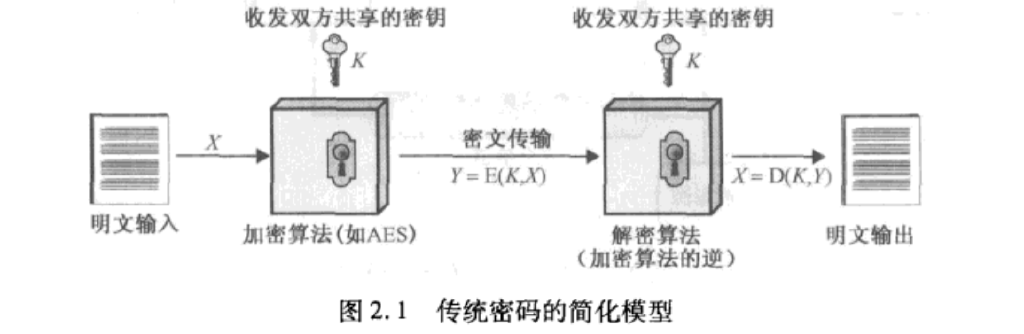 收发双方共享的密钥
收发双方共享的密钥
K
K
X
密文传输
Y = E(K,X)
X = D(K,Y)
明文输入
加密算法(如AES)
解密算法
(加密算法的逆)
明文输出
图 2.1 传统密码的简化模型